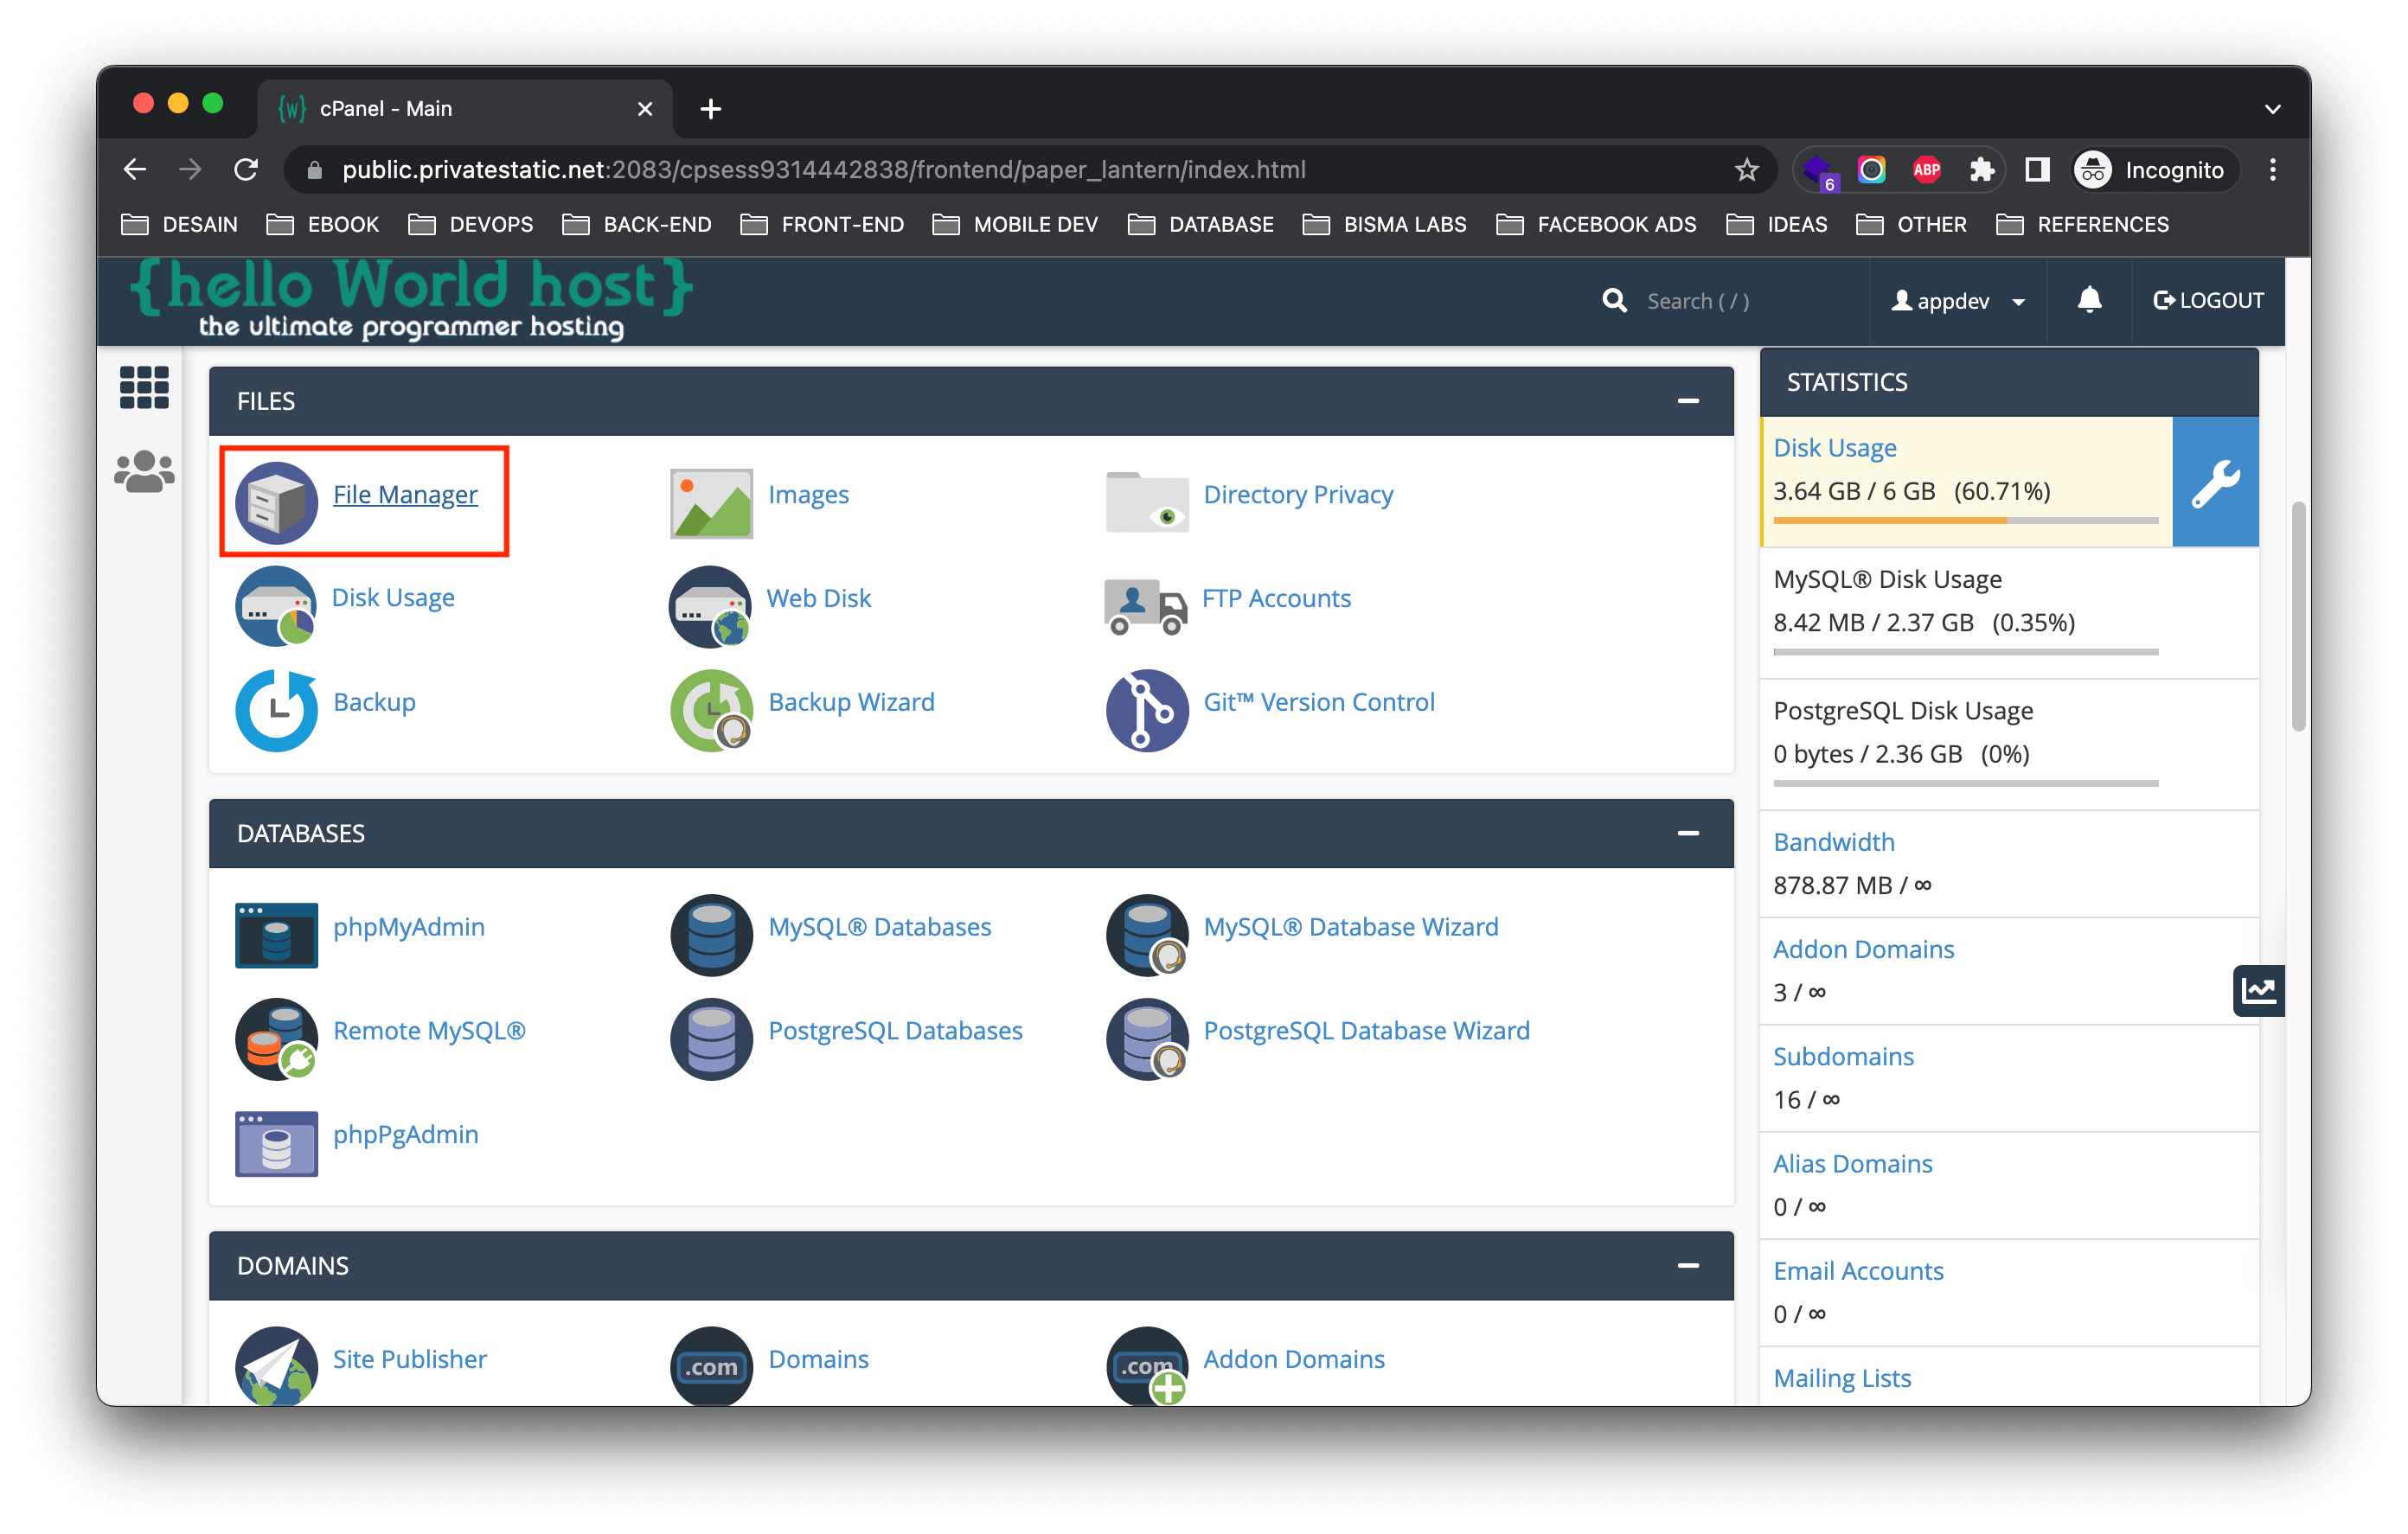 {W} cPanel - Main
public.privatestatic.net:2083/cpsess9314442838/frontend/paper_lantern/index.html
6
ABP
Incognito
DESAIN EBOOK DEVOPS BACK-END FRONT-END MOBILE DEV DATABASE BISMA LABS FACEBOOK ADS IDEAS OTHER REFERENCES
{hello World host}
the ultimate programmer hosting
Search ( / )
appdev
LOGOUT
FILES
File Manager
Images
Directory Privacy
Disk Usage
Web Disk
FTP Accounts
Backup
Backup Wizard
Git™ Version Control
DATABASES
phpMyAdmin
MySQL® Databases
MySQL® Database Wizard
Remote MySQL®
PostgreSQL Databases
PostgreSQL Database Wizard
phpPgAdmin
DOMAINS
Site Publisher
.com
Domains
.com
Addon Domains
STATISTICS
Disk Usage
3.64 GB / 6 GB (60.71%)
MySQL® Disk Usage
8.42 MB / 2.37 GB (0.35%)
PostgreSQL Disk Usage
0 bytes / 2.36 GB (0%)
Bandwidth
878.87 MB / ∞
Addon Domains
3 / ∞
Subdomains
16 / ∞
Alias Domains
0 / ∞
Email Accounts
0 / ∞
Mailing Lists